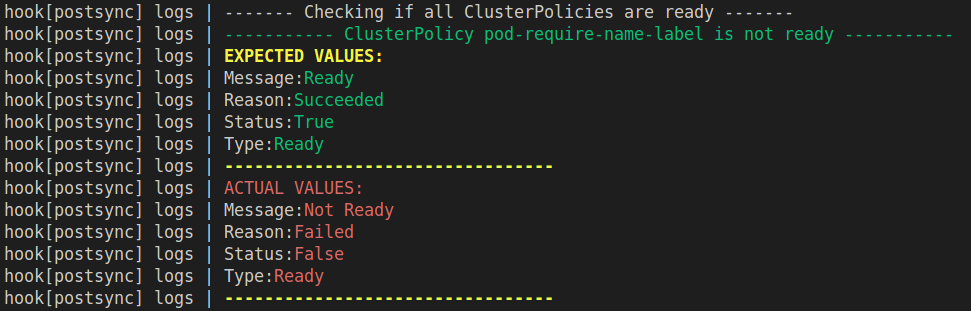 hook[postsync] logs | ------- Checking if all ClusterPolicies are ready -------
hook[postsync] logs | ----------- ClusterPolicy pod-require-name-label is not ready -----------
hook[postsync] logs | EXPECTED VALUES:
hook[postsync] logs | Message:Ready
hook[postsync] logs | Reason:Succeeded
hook[postsync] logs | Status:True
hook[postsync] logs | Type:Ready
hook[postsync] logs | ---------------------------------
hook[postsync] logs | ACTUAL VALUES:
hook[postsync] logs | Message:Not Ready
hook[postsync] logs | Reason:Failed
hook[postsync] logs | Status:False
hook[postsync] logs | Type:Ready
hook[postsync] logs | ---------------------------------